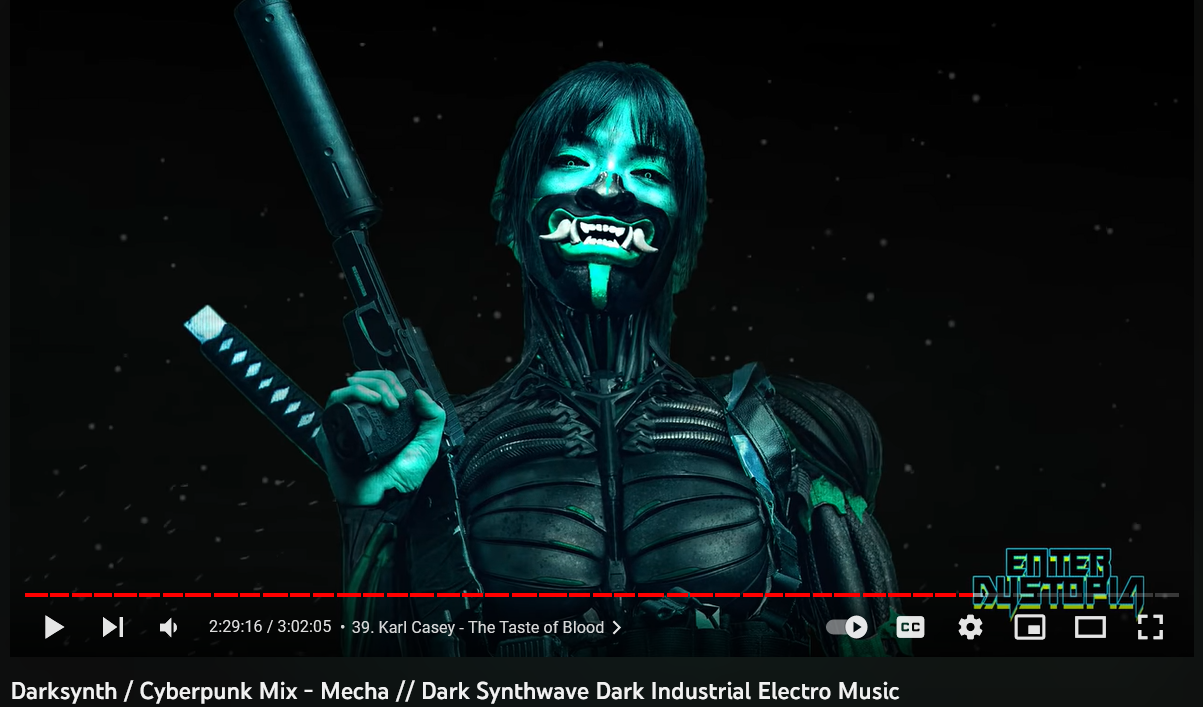 ENTER
DYSTOPIA
2:29:16 / 3:02:05 • 39. Karl Casey - The Taste of Blood
CC
Darksynth / Cyberpunk Mix - Mecha // Dark Synthwave Dark Industrial Electro Music